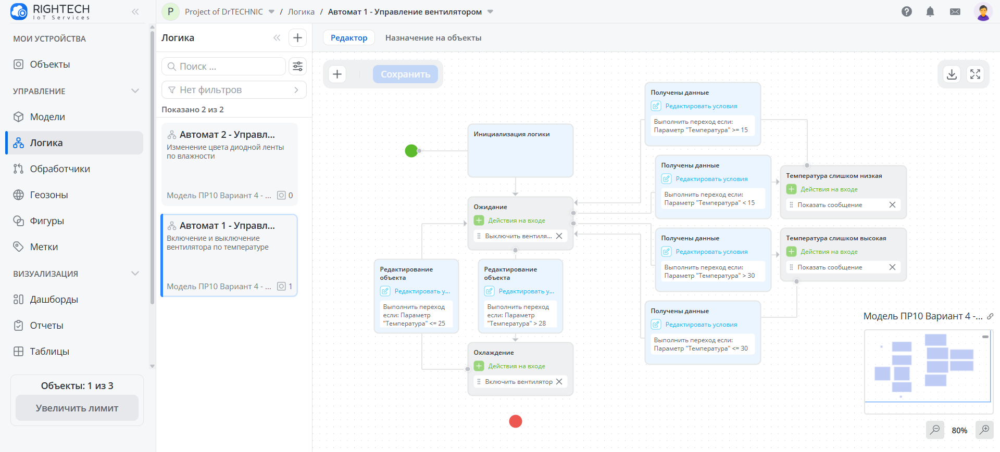 RIGHTECH
IoT Services
МОИ УСТРОЙСТВА
Объекты
УПРАВЛЕНИЕ
Модели
Логика
Обработчики
Геозоны
Фигуры
Метки
ВИЗУАЛИЗАЦИЯ
Дашборды
Отчеты
Таблицы
Объекты: 1 из 3
Увеличить лимит
P Project of DrTECHNIC / Логика / Автомат 1 - Управление вентилятором
Логика
Поиск ...
Нет фильтров
Показано 2 из 2
Автомат 2 - Управл...
Изменение цвета диодной ленты
по влажности
Модель ПР10 Вариант 4 - ... 0
Автомат 1 - Управл...
Включение и выключение
вентилятора по температуре
Модель ПР10 Вариант 4 - ... 1
Редактор
Назначение на объекты
Сохранить
Инициализация логики
Ожидание
Действия на входе
Выключить вентиля...
Редактирование
объекта
Редактировать у...
Выполнить переход
если: Параметр
"Температура" <= 25
Редактирование
объекта
Редактировать у...
Выполнить переход
если: Параметр
"Температура" > 28
Охлаждение
Действия на входе
Включить вентилятор
Получены данные
Редактировать условия
Выполнить переход если:
Параметр "Температура" >= 15
Получены данные
Редактировать условия
Выполнить переход если:
Параметр "Температура" < 15
Температура слишком низкая
Действия на входе
Показать сообщение
Получены данные
Редактировать условия
Выполнить переход если:
Параметр "Температура" > 30
Температура слишком высокая
Действия на входе
Показать сообщение
Получены данные
Редактировать условия
Выполнить переход если:
Параметр "Температура" <= 30
Модель ПР10 Вариант 4 -...
80%